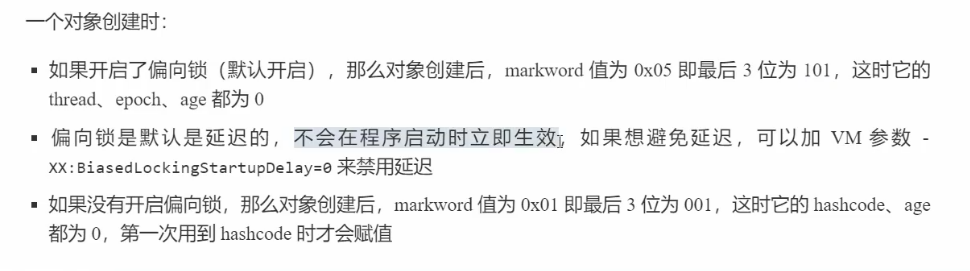 一个对象创建时：
▪ 如果开启了偏向锁（默认开启），那么对象创建后，markword 值为 0x05 即最后 3 位为 101，这时它的
thread、epoch、age 都为 0
▪ 偏向锁是默认是延迟的，不会在程序启动时立即生效，如果想避免延迟，可以加 VM 参数 -
XX:BiasedLockingStartupDelay=0 来禁用延迟
▪ 如果没有开启偏向锁，那么对象创建后，markword 值为 0x01 即最后 3 位为 001，这时它的 hashcode、age
都为 0，第一次用到 hashcode 时才会赋值